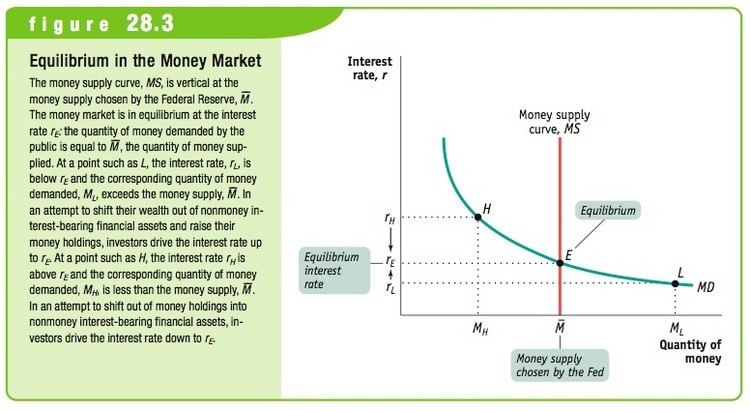 figure 28.3
Equilibrium in the Money Market
The money supply curve, MS, is vertical at the
money supply chosen by the Federal Reserve, M̅.
The money market is in equilibrium at the interest
rate rE: the quantity of money demanded by the
public is equal to M̅, the quantity of money sup-
plied. At a point such as L, the interest rate, rL, is
below rE and the corresponding quantity of money
demanded, ML, exceeds the money supply, M̅. In
an attempt to shift their wealth out of nonmoney in-
terest-bearing financial assets and raise their
money holdings, investors drive the interest rate up
to rE. At a point such as H, the interest rate rH is
above rE and the corresponding quantity of money
demanded, MH, is less than the money supply, M̅.
In an attempt to shift out of money holdings into
nonmoney interest-bearing financial assets, in-
vestors drive the interest rate down to rE.
Interest
rate, r
Money supply
curve, MS
H
Equilibrium
rH
E
Equilibrium
interest
rate
rE
L
rL
MD
MH
M̅
ML
Quantity of
money
Money supply
chosen by the Fed